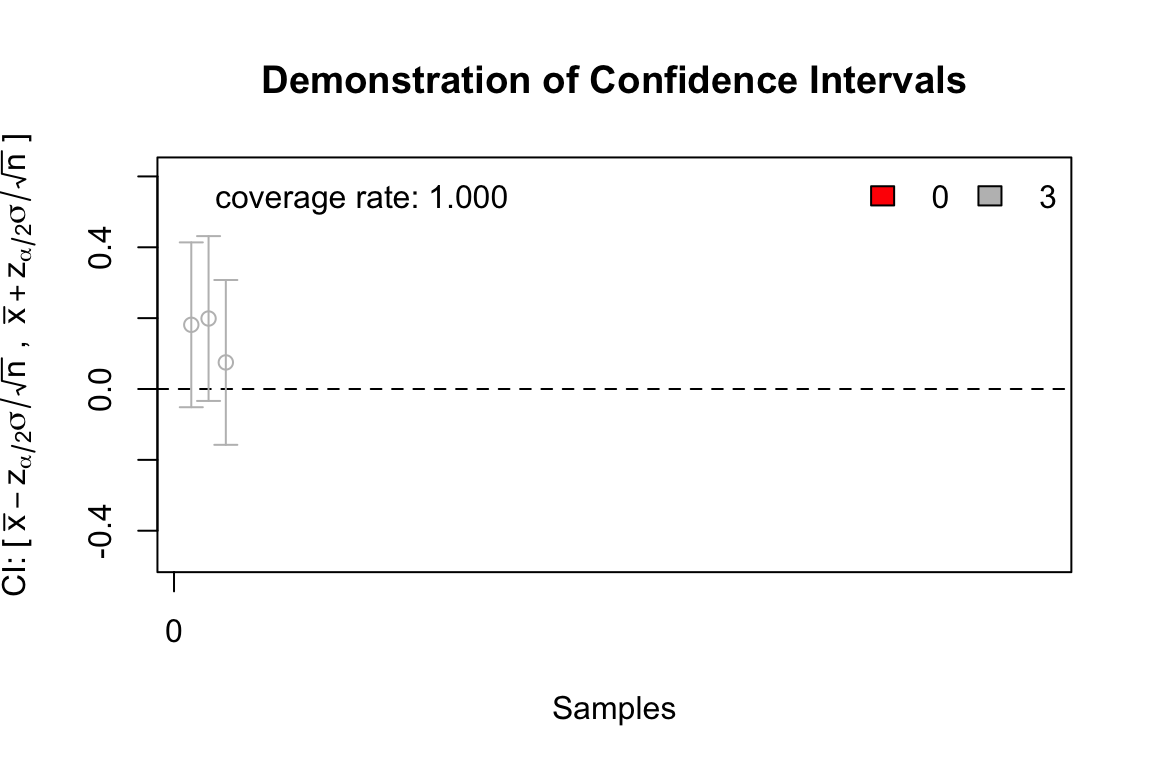 Demonstration of Confidence Intervals
CI: [ x̅ − zα/2σ/√n , x̅ + zα/2σ/√n ]
coverage rate: 1.000
0
3
0.4
0.0
-0.4
0
Samples